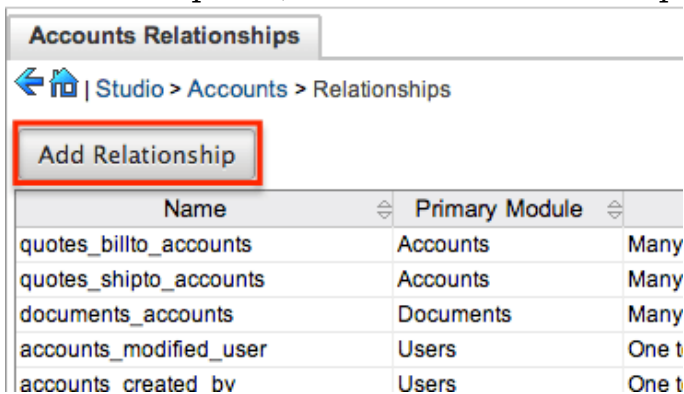 Accounts Relationships
| Studio > Accounts > Relationships
Add Relationship
Name Primary Module
quotes_billto_accounts Accounts Many
quotes_shipto_accounts Accounts Many
documents_accounts Documents Many
accounts_modified_user Users One
accounts_created_by Users One